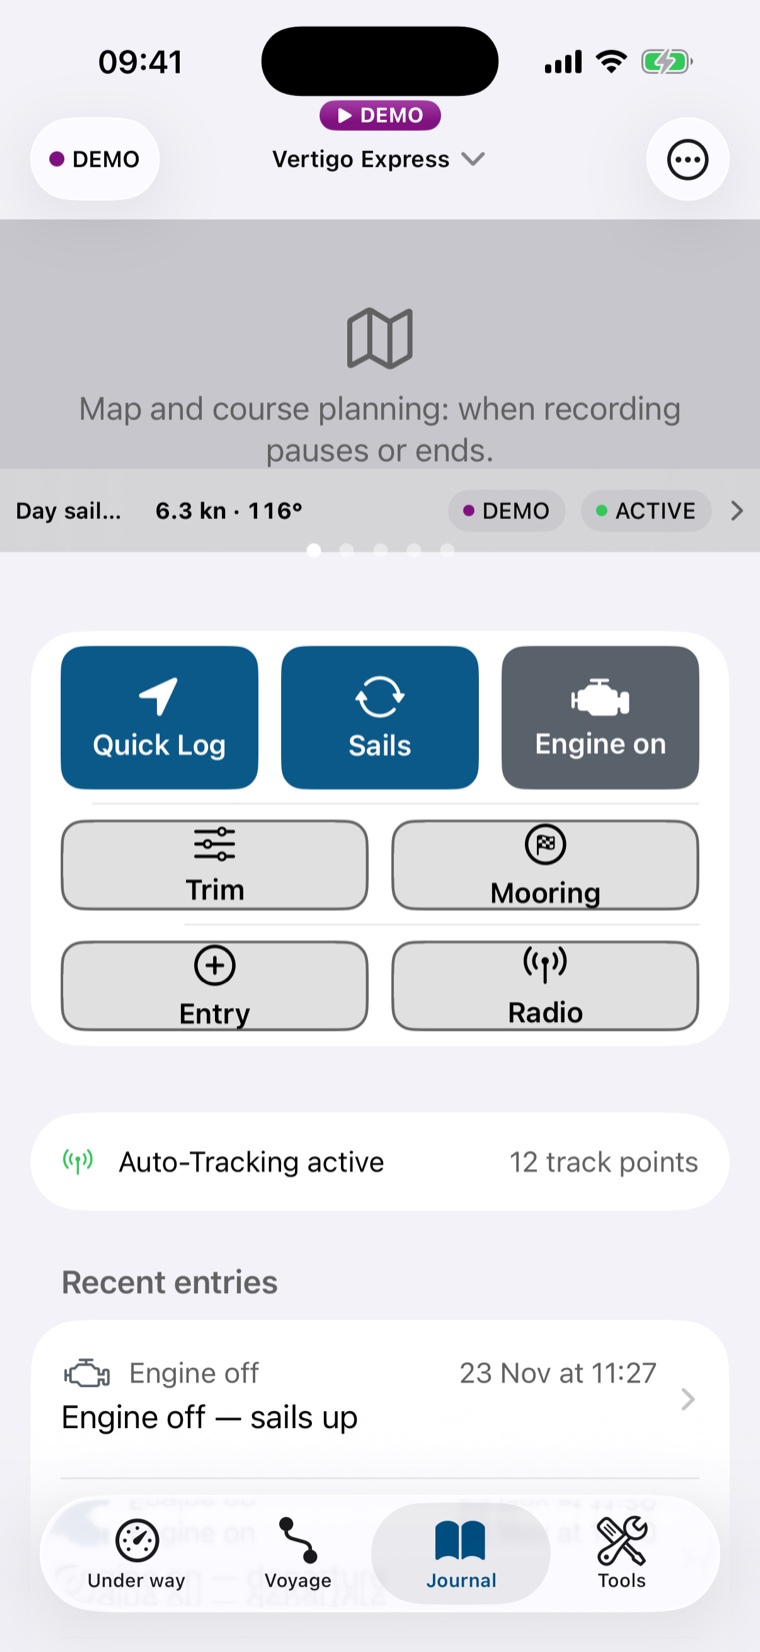 09:41
DEMO
DEMO
Vertigo Express
Map and course planning: when recording
pauses or ends.
Day sail...
6.3 kn · 116°
DEMO
ACTIVE
Quick Log
Sails
Engine on
Trim
Mooring
Entry
Radio
Auto-Tracking active
12 track points
Recent entries
Engine off
23 Nov at 11:27
Engine off — sails up
Under way
Voyage
Journal
Tools